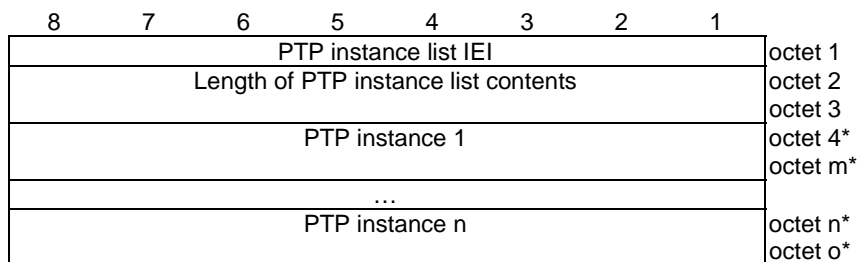 8 7 6 5 4 3 2 1
PTP instance list IEI octet 1
Length of PTP instance list contents octet 2
octet 3
PTP instance 1 octet 4*
octet m*
…
PTP instance n octet n*
octet o*